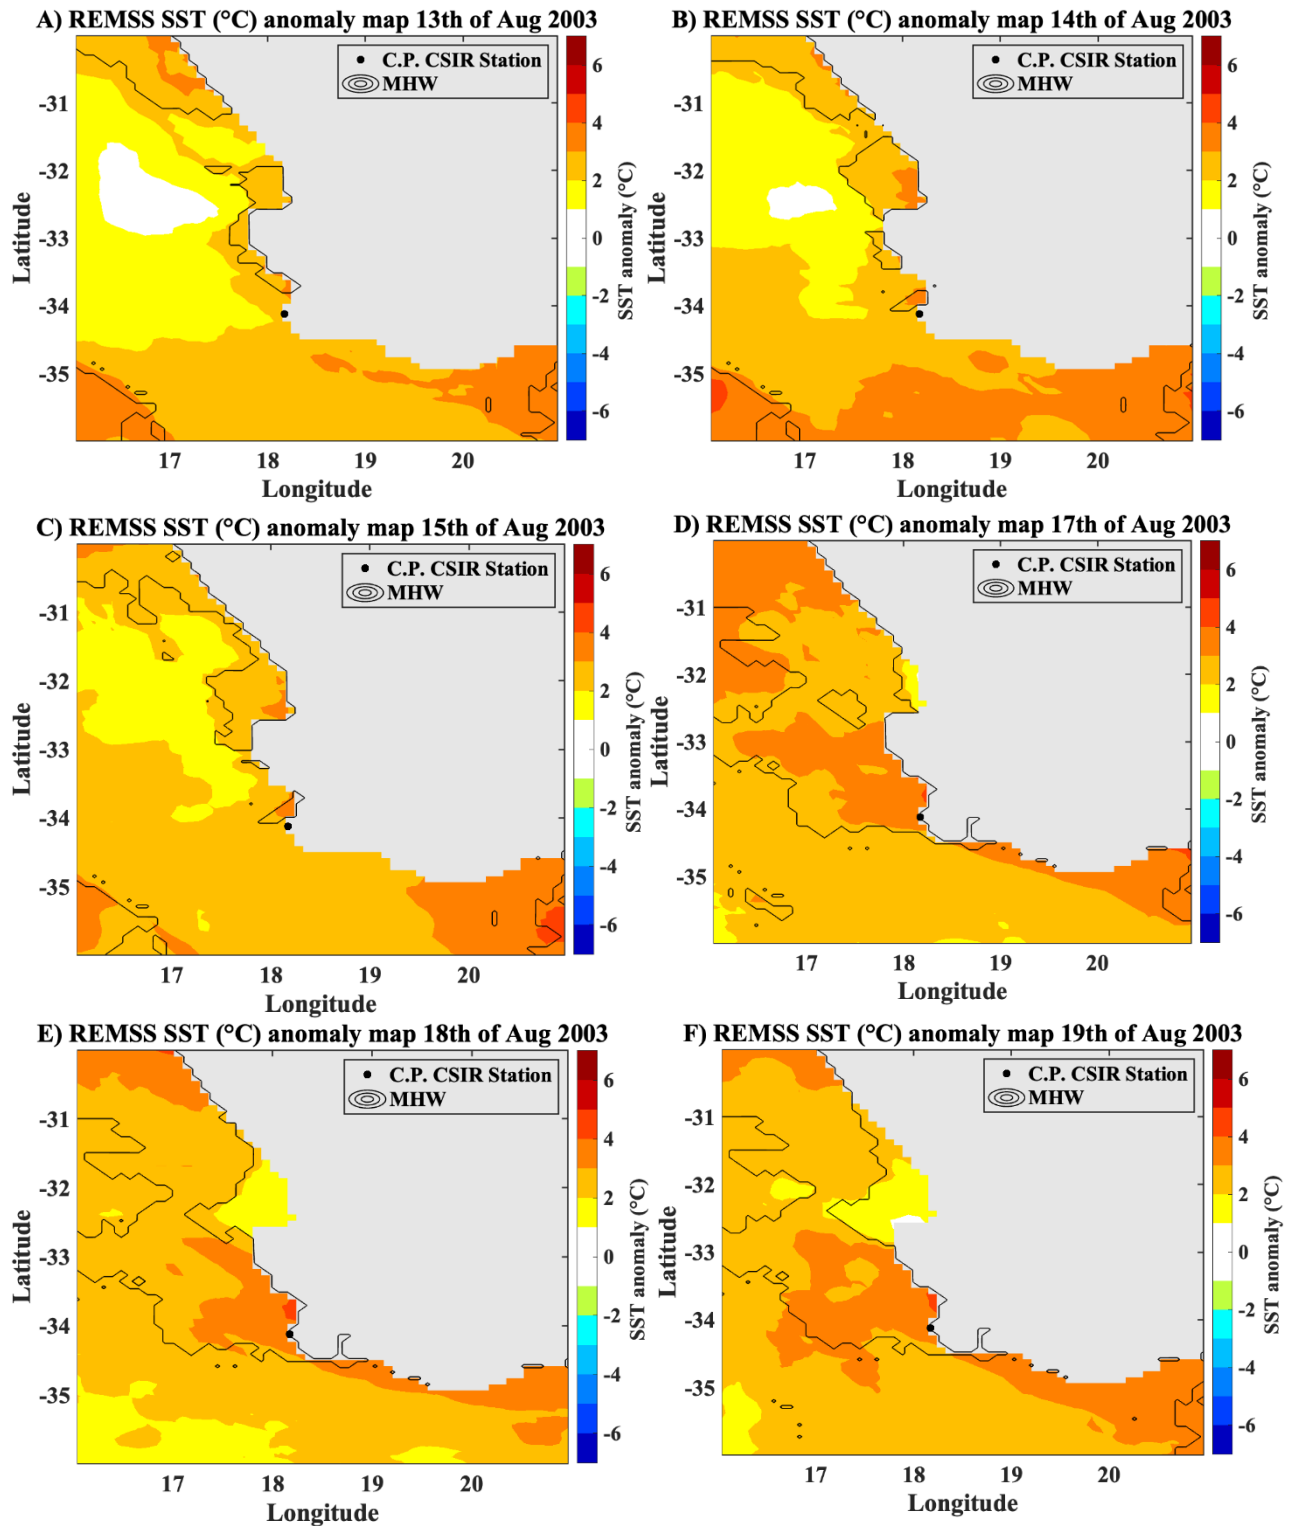 A) REMSS SST (°C) anomaly map 13th of Aug 2003
C.P. CSIR Station
MHW
-31
-32
-33
-34
-35
Latitude
17
18
19
20
Longitude
6
4
2
0
-2
-4
-6
SST anomaly (°C)
B) REMSS SST (°C) anomaly map 14th of Aug 2003
C.P. CSIR Station
MHW
-31
-32
-33
-34
-35
Latitude
17
18
19
20
Longitude
6
4
2
0
-2
-4
-6
SST anomaly (°C)
C) REMSS SST (°C) anomaly map 15th of Aug 2003
C.P. CSIR Station
MHW
-31
-32
-33
-34
-35
Latitude
17
18
19
20
Longitude
6
4
2
0
-2
-4
-6
SST anomaly (°C)
D) REMSS SST (°C) anomaly map 17th of Aug 2003
C.P. CSIR Station
MHW
-31
-32
-33
-34
-35
Latitude
17
18
19
20
Longitude
6
4
2
0
-2
-4
-6
SST anomaly (°C)
E) REMSS SST (°C) anomaly map 18th of Aug 2003
C.P. CSIR Station
MHW
-31
-32
-33
-34
-35
Latitude
17
18
19
20
Longitude
6
4
2
0
-2
-4
-6
SST anomaly (°C)
F) REMSS SST (°C) anomaly map 19th of Aug 2003
C.P. CSIR Station
MHW
-31
-32
-33
-34
-35
Latitude
17
18
19
20
Longitude
6
4
2
0
-2
-4
-6
SST anomaly (°C)